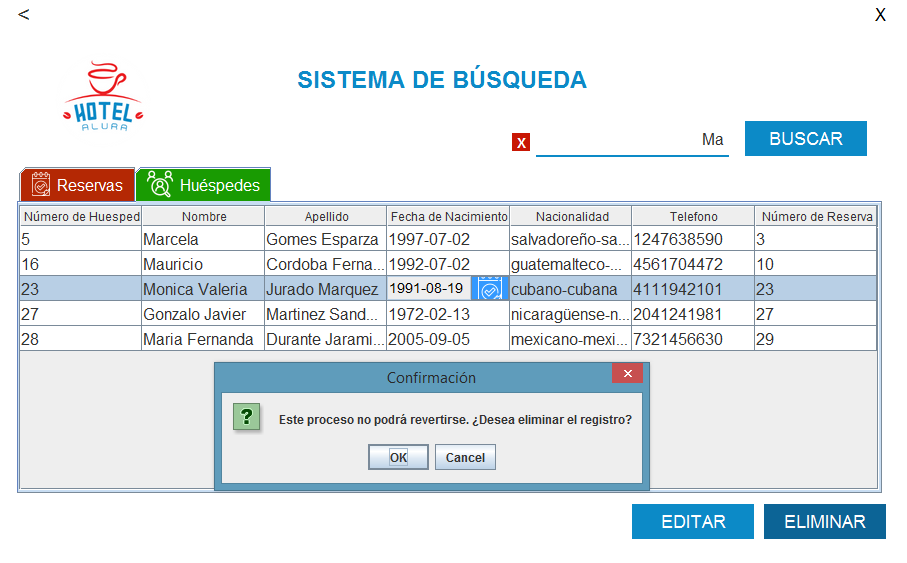 <
X
HOTEL
ALURA
SISTEMA DE BÚSQUEDA
X Ma BUSCAR
Reservas Huéspedes
Número de Huesped Nombre Apellido Fecha de Nacimiento Nacionalidad Telefono Número de Reserva
5 Marcela Gomes Esparza 1997-07-02 salvadoreño-sa... 1247638590 3
16 Mauricio Cordoba Ferna... 1992-07-02 guatemalteco-... 4561704472 10
23 Monica Valeria Jurado Marquez 1991-08-19 cubano-cubana 4111942101 23
27 Gonzalo Javier Martinez Sand... 1972-02-13 nicaragüense-n... 2041241981 27
28 Maria Fernanda Durante Jarami... 2005-09-05 mexicano-mexi... 7321456630 29
Confirmación
×
?
Este proceso no podrá revertirse. ¿Desea eliminar el registro?
OK Cancel
EDITAR ELIMINAR